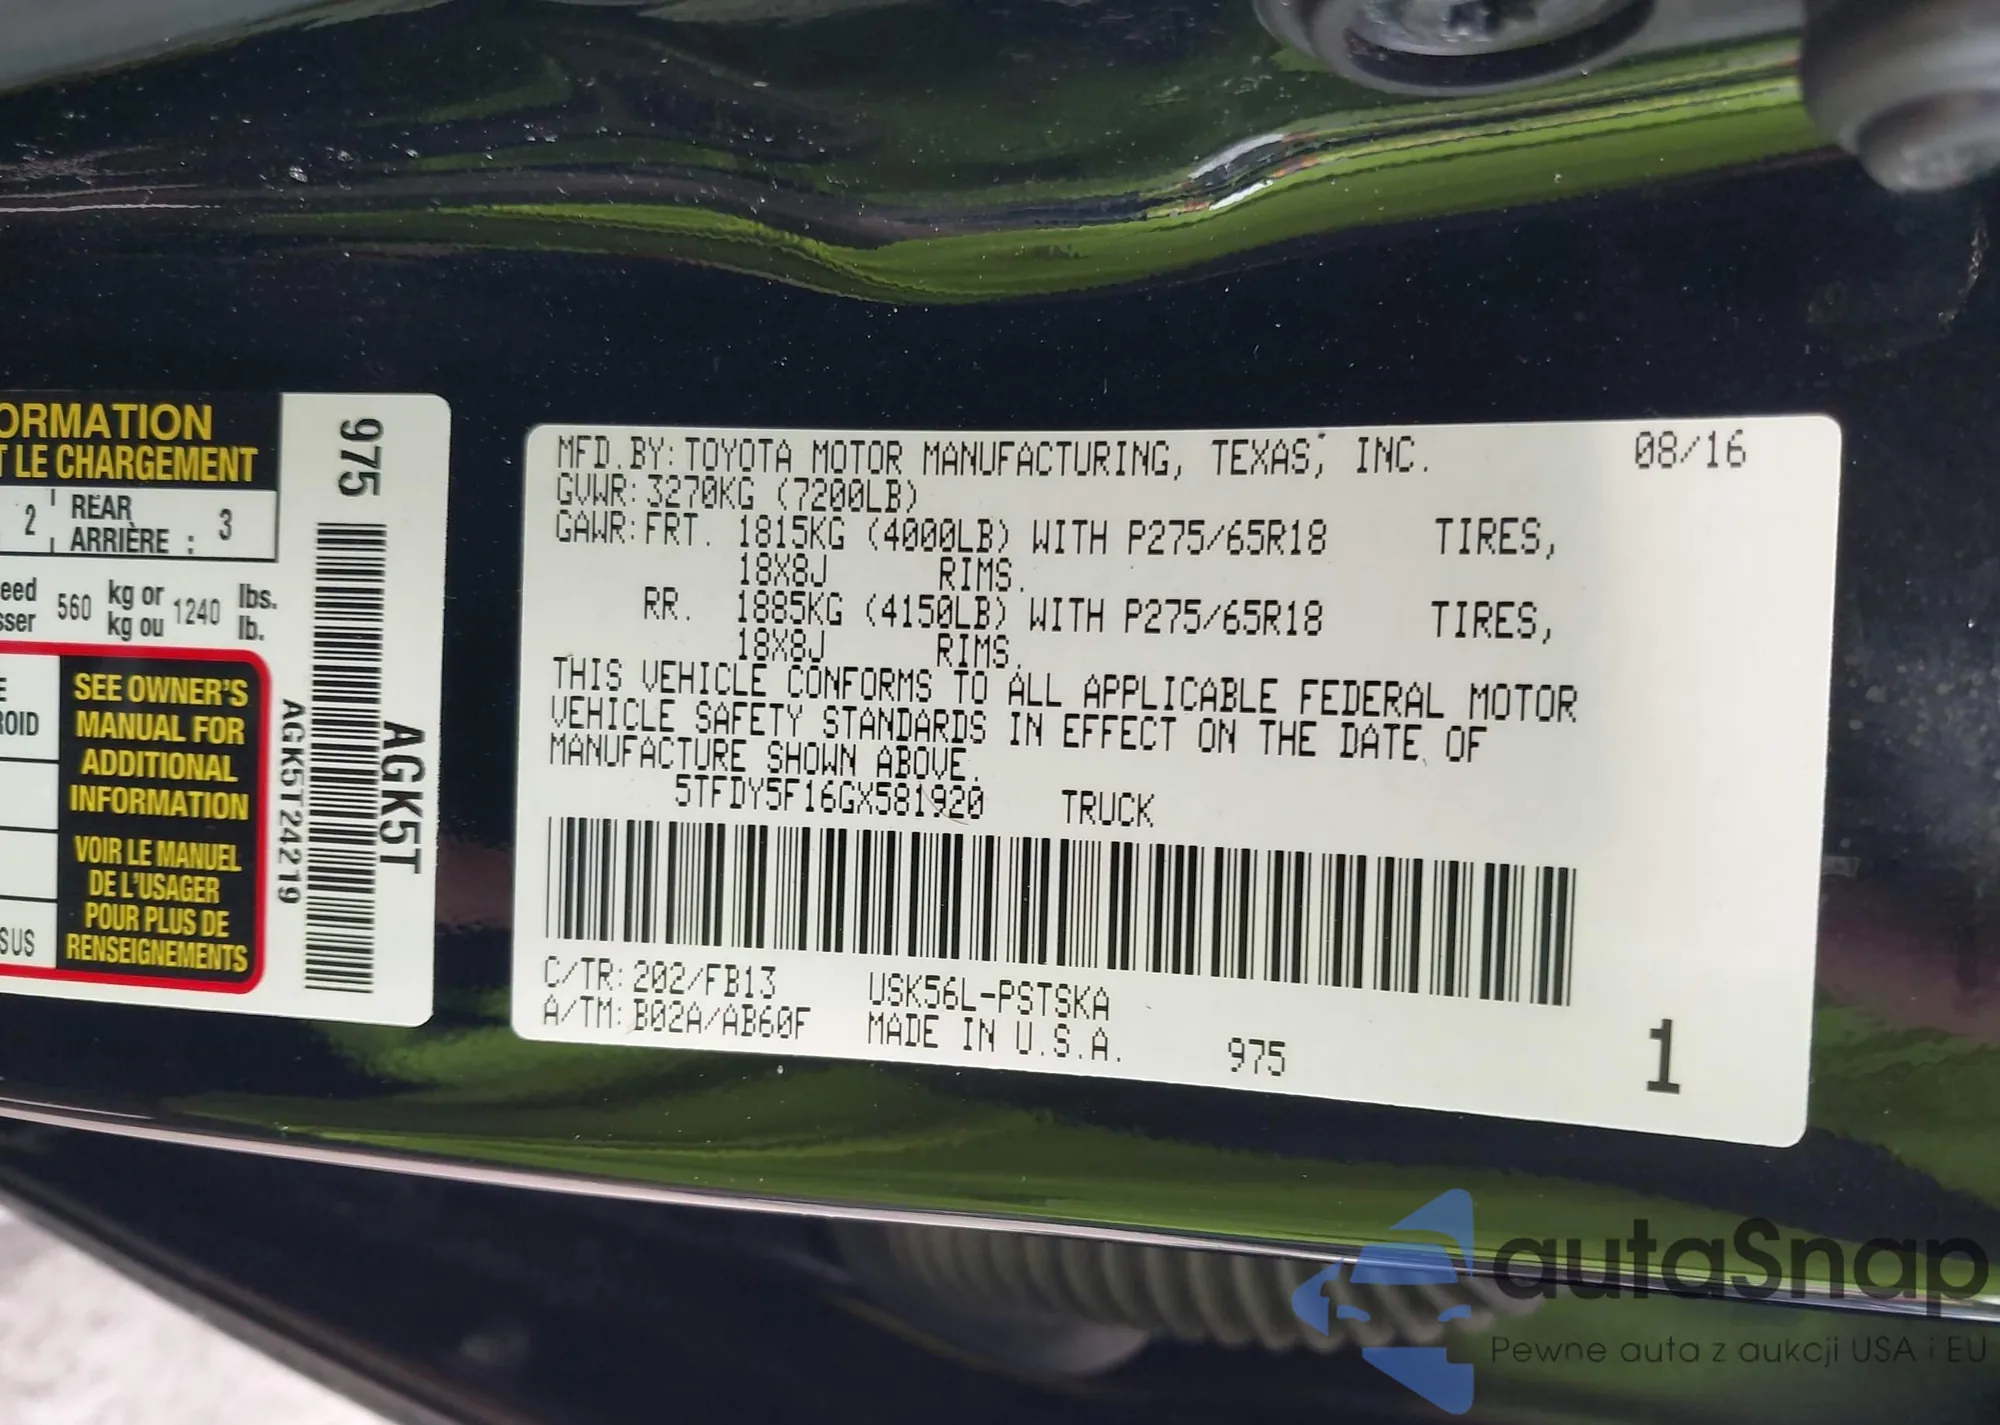 ORMATION
T LE CHARGEMENT
2 REAR ARRIÈRE : 3
eed
sser
560 kg or kg ou 1240 lbs. lb.
E
ROID
SUS
SEE OWNER'S
MANUAL FOR
ADDITIONAL
INFORMATION
VOIR LE MANUEL
DE L'USAGER
POUR PLUS DE
RENSEIGNEMENTS
975
AGK5T24219
AGK5T
MFD.BY: TOYOTA MOTOR MANUFACTURING, TEXAS, INC. 08/16
GVWR: 3270KG (7200LB)
GAWR: FRT. 1815KG (4000LB) WITH P275/65R18 TIRES,
18X8J RIMS.
RR. 1885KG (4150LB) WITH P275/65R18 TIRES,
18X8J RIMS.
THIS VEHICLE CONFORMS TO ALL APPLICABLE FEDERAL MOTOR
VEHICLE SAFETY STANDARDS IN EFFECT ON THE DATE OF
MANUFACTURE SHOWN ABOVE.
5TFDY5F16GX581920 TRUCK
C/TR: 202/FB13 USK56L-PSTSKA
A/TM: B02A/AB60F MADE IN U.S.A. 975 1
autaSnap
Pewne auta z aukcji USA i EU